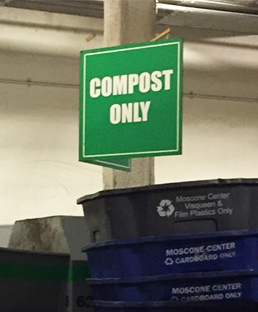 COMPOST
ONLY
MOSCONE CENTER
VISQUEEN &
FILM PLASTICS ONLY
MOSCONE CENTER
CARDBOARD ONLY
MOSCONE CENTER
CARDBOARD ONLY